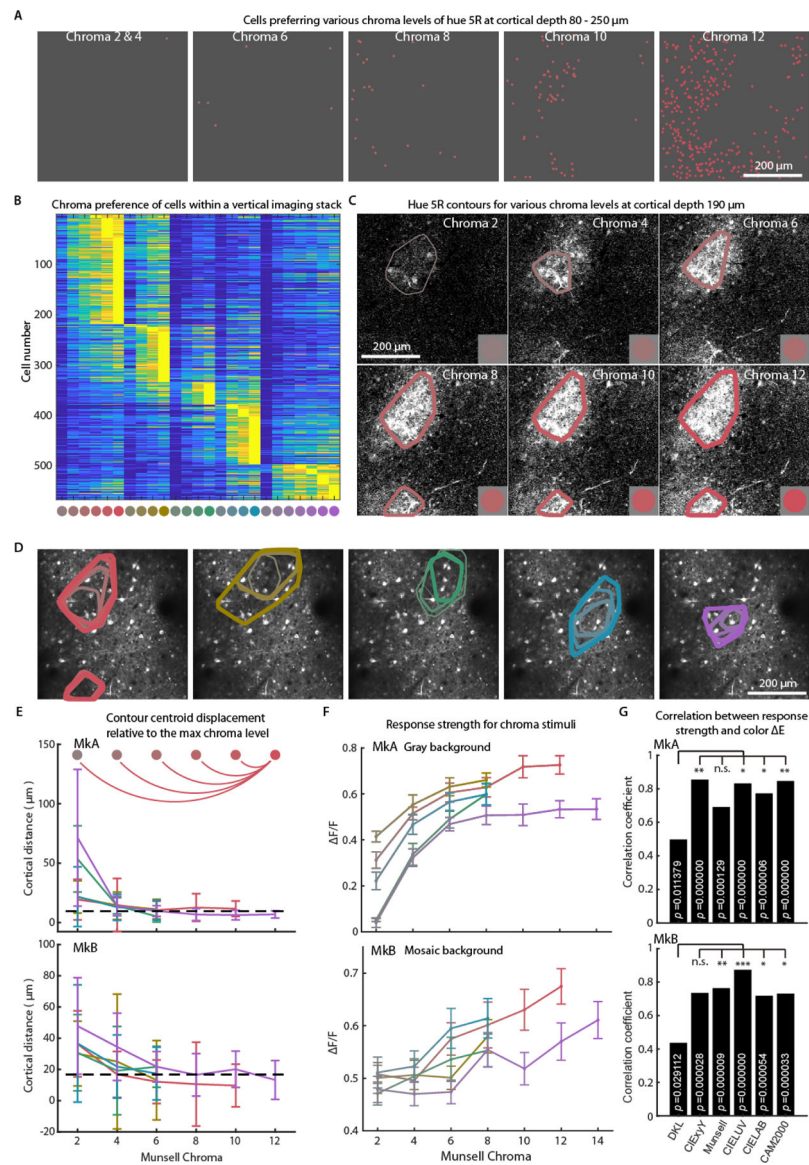 A
Cells preferring various chroma levels of hue 5R at cortical depth 80 - 250 μm
Chroma 2 & 4
Chroma 6
Chroma 8
Chroma 10
Chroma 12
200 μm
B
Chroma preference of cells within a vertical imaging stack
Cell number
100
200
300
400
500
C
Hue 5R contours for various chroma levels at cortical depth 190 μm
Chroma 2
Chroma 4
Chroma 6
200 μm
Chroma 8
Chroma 10
Chroma 12
D
200 μm
E
Contour centroid displacement
relative to the max chroma level
MkA
Cortical distance ( μm )
150
100
50
0
MkB
Cortical distance ( μm )
100
80
60
40
20
0
2 4 6 8 10 12
Munsell Chroma
F
Response strength for chroma stimuli
MkA Gray background
ΔF/F
0.8
0.6
0.4
0.2
0
MkB Mosaic background
ΔF/F
0.7
0.6
0.5
0.4
2 4 6 8 10 12 14
Munsell Chroma
G
Correlation between response
strength and color ΔE
MkA
** n.s. * * **
Correlation coefficient
1
0.8
0.6
0.4
0.2
0
p=0.011379
p=0.000000
p=0.000129
p=0.000000
p=0.000006
p=0.000000
MkB
n.s. ** *** * *
Correlation coefficient
1
0.8
0.6
0.4
0.2
0
p=0.029112
p=0.000028
p=0.000009
p=0.000000
p=0.000054
p=0.000033
DKL
CIExyY
Munsell
CIELUV
CIELAB
CAM2000